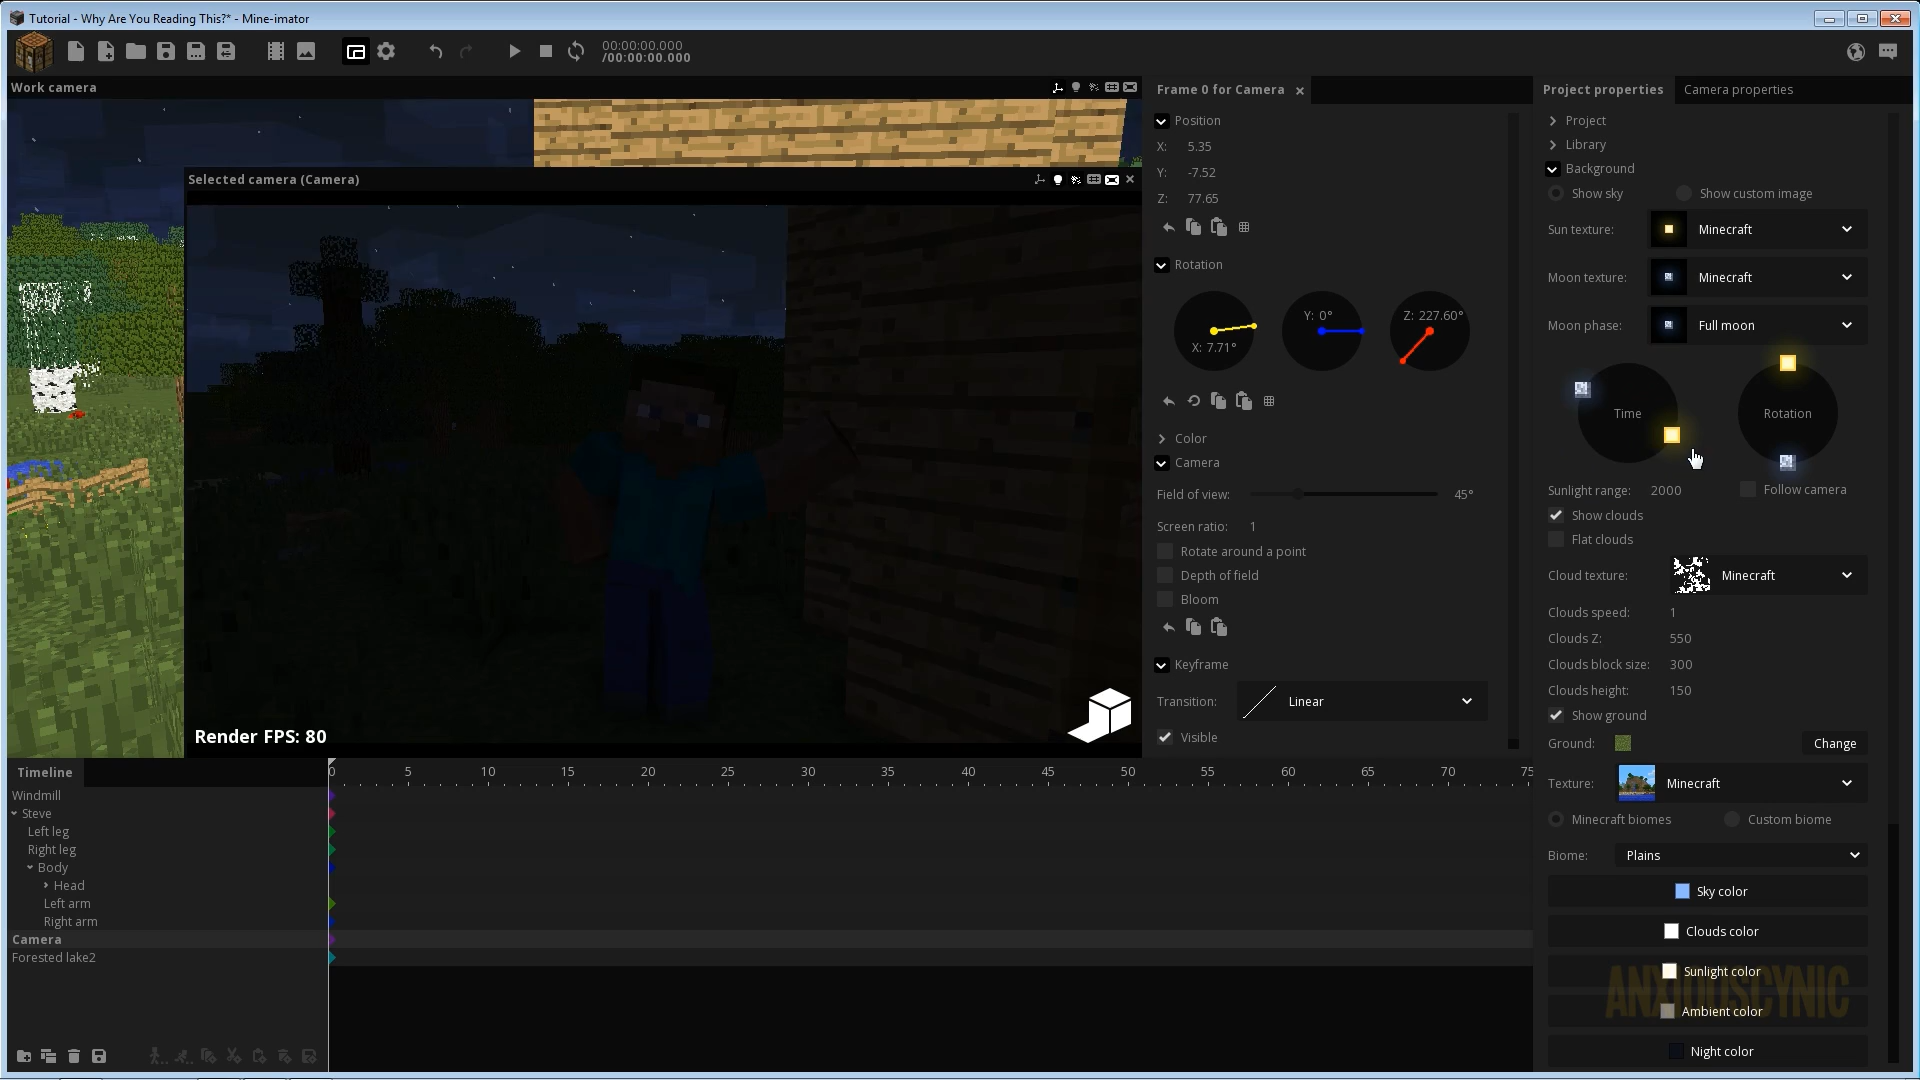 Tutorial - Why Are You Reading This?* - Mine-imator
00:00:00.000
/00:00:00.000
Work camera
Selected camera (Camera)
Render FPS: 80
Frame 0 for Camera
Position
X: 5.35
Y: -7.52
Z: 77.65
Rotation
X: 7.71°
Y: 0°
Z: 227.60°
Color
Camera
Field of view: 45°
Screen ratio: 1
Rotate around a point
Depth of field
Bloom
Keyframe
Transition: Linear
Visible
Project properties
Camera properties
Project
Library
Background
Show sky Show custom image
Sun texture: Minecraft
Moon texture: Minecraft
Moon phase: Full moon
Time Rotation
Sunlight range: 2000 Follow camera
Show clouds
Flat clouds
Cloud texture: Minecraft
Clouds speed: 1
Clouds Z: 550
Clouds block size: 300
Clouds height: 150
Show ground
Ground: Change
Texture: Minecraft
Minecraft biomes Custom biome
Biome: Plains
Sky color
Clouds color
Sunlight color
Ambient color
Night color
ANXIOUSCYNIC
Timeline
0 5 10 15 20 25 30 35 40 45 50 55 60 65 70 75
Windmill
Steve
Left leg
Right leg
Body
Head
Left arm
Right arm
Camera
Forested lake2